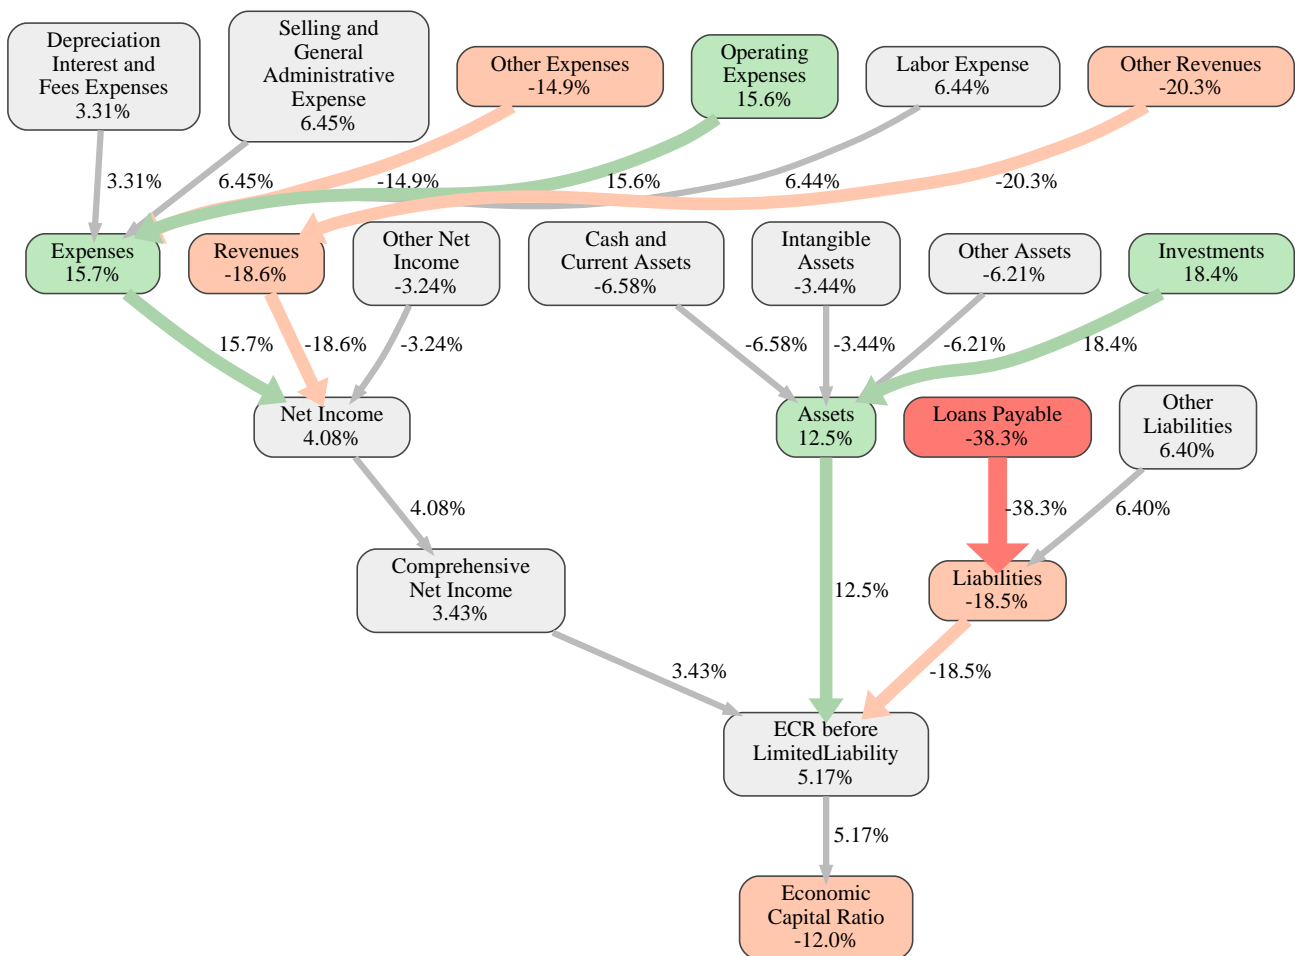 Depreciation
Interest and
Fees Expenses
3.31%
Selling and
General
Administrative
Expense
6.45%
Other Expenses
-14.9%
Operating
Expenses
15.6%
Labor Expense
6.44%
Other Revenues
-20.3%
3.31%
6.45%
-14.9%
15.6%
6.44%
-20.3%
Expenses
15.7%
Revenues
-18.6%
Other Net
Income
-3.24%
Cash and
Current Assets
-6.58%
Intangible
Assets
-3.44%
Other Assets
-6.21%
Investments
18.4%
15.7%
-18.6%
-3.24%
-6.58%
-3.44%
-6.21%
18.4%
Net Income
4.08%
Assets
12.5%
Loans Payable
-38.3%
Other
Liabilities
6.40%
4.08%
-38.3%
6.40%
Comprehensive
Net Income
3.43%
12.5%
Liabilities
-18.5%
3.43%
-18.5%
ECR before
LimitedLiability
5.17%
5.17%
Economic
Capital Ratio
-12.0%